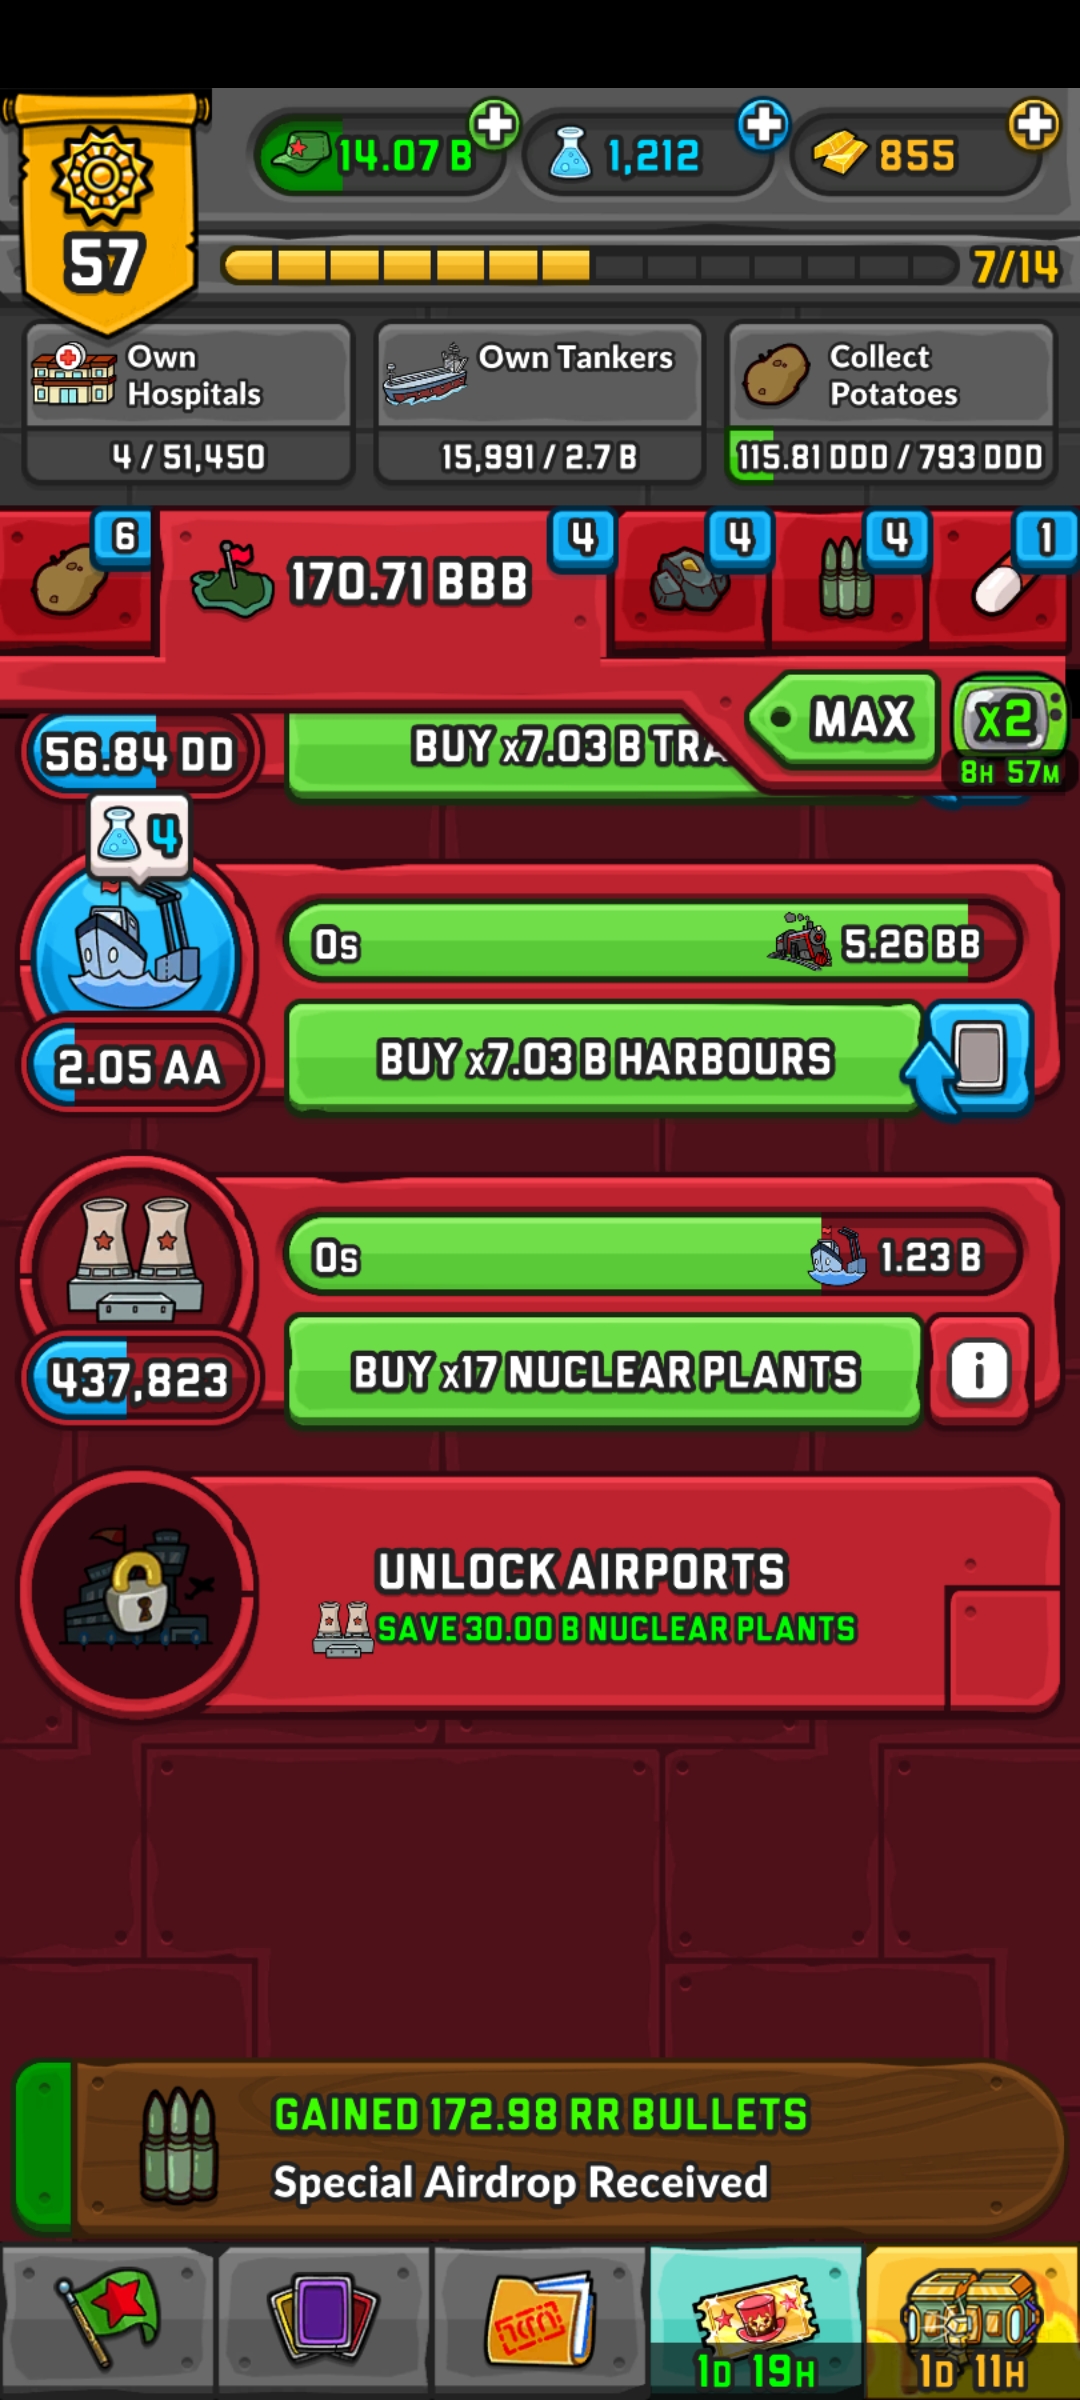 14.07 B
1,212
855
57
7/14
Own
Hospitals
4 / 51,450
Own Tankers
15,991 / 2.7 B
Collect
Potatoes
115.81 DDD / 793 DDD
6
170.71 BBB
4
4
4
1
MAX
x2
8H 57M
56.84 DD
BUY x7.03 B TRA
4
0s
5.26 BB
2.05 AA
BUY x7.03 B HARBOURS
0s
1.23 B
437,823
BUY x17 NUCLEAR PLANTS
i
UNLOCK AIRPORTS
SAVE 30.00 B NUCLEAR PLANTS
GAINED 172.98 RR BULLETS
Special Airdrop Received
1D 19H
1D 11H